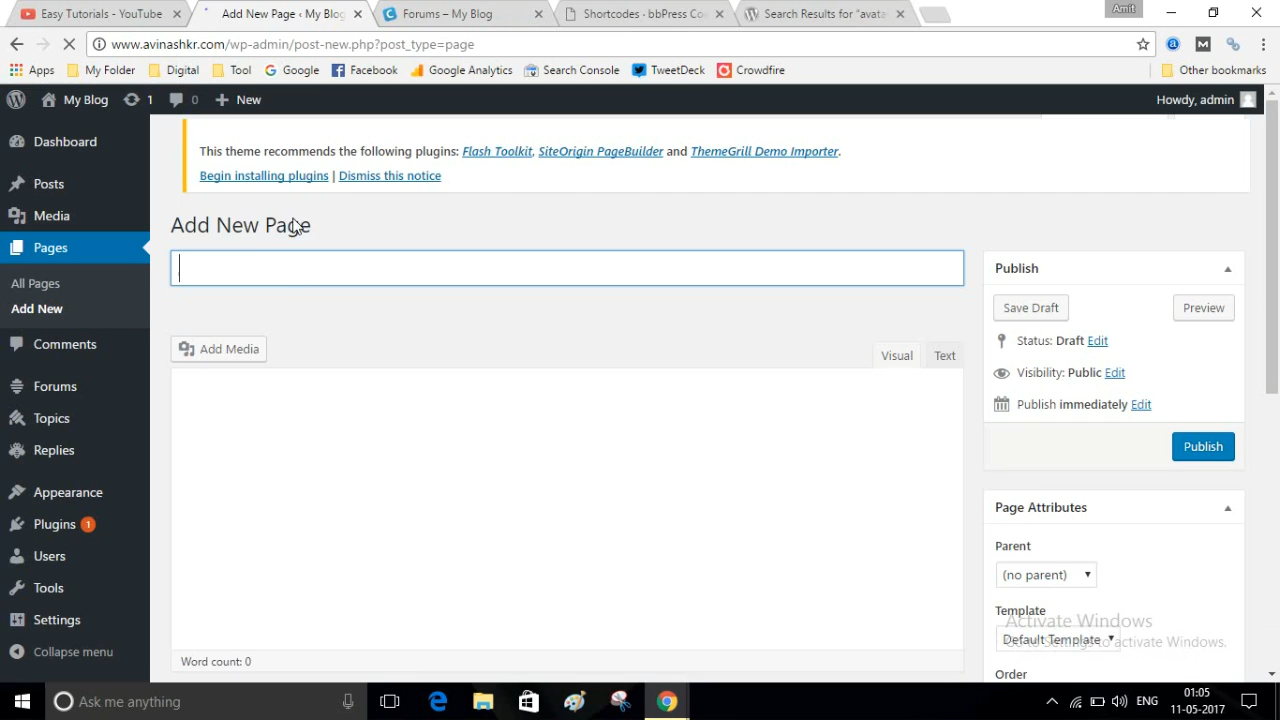 Easy Tutorials - YouTube
Add New Page ‹ My Blog
Forums – My Blog
Shortcodes · bbPress Co
Search Results for “avata
Amit
www.avinashkr.com/wp-admin/post-new.php?post_type=page
Apps
My Folder
Digital
Tool
Google
Facebook
Google Analytics
Search Console
TweetDeck
Crowdfire
Other bookmarks
My Blog
1
0
New
Howdy, admin
This theme recommends the following plugins: Flash Toolkit, SiteOrigin PageBuilder and ThemeGrill Demo Importer.
Begin installing plugins | Dismiss this notice
Dashboard
Posts
Media
Pages
All Pages
Add New
Comments
Forums
Topics
Replies
Appearance
Plugins 1
Users
Tools
Settings
Collapse menu
Add New Page
Add Media
Visual
Text
Word count: 0
Publish
Save Draft
Preview
Status: Draft Edit
Visibility: Public Edit
Publish immediately Edit
Publish
Page Attributes
Parent
(no parent)
Template
Default Template
Order
Activate Windows
Go to Settings to activate Windows.
Ask me anything
ENG
01:05
11-05-2017